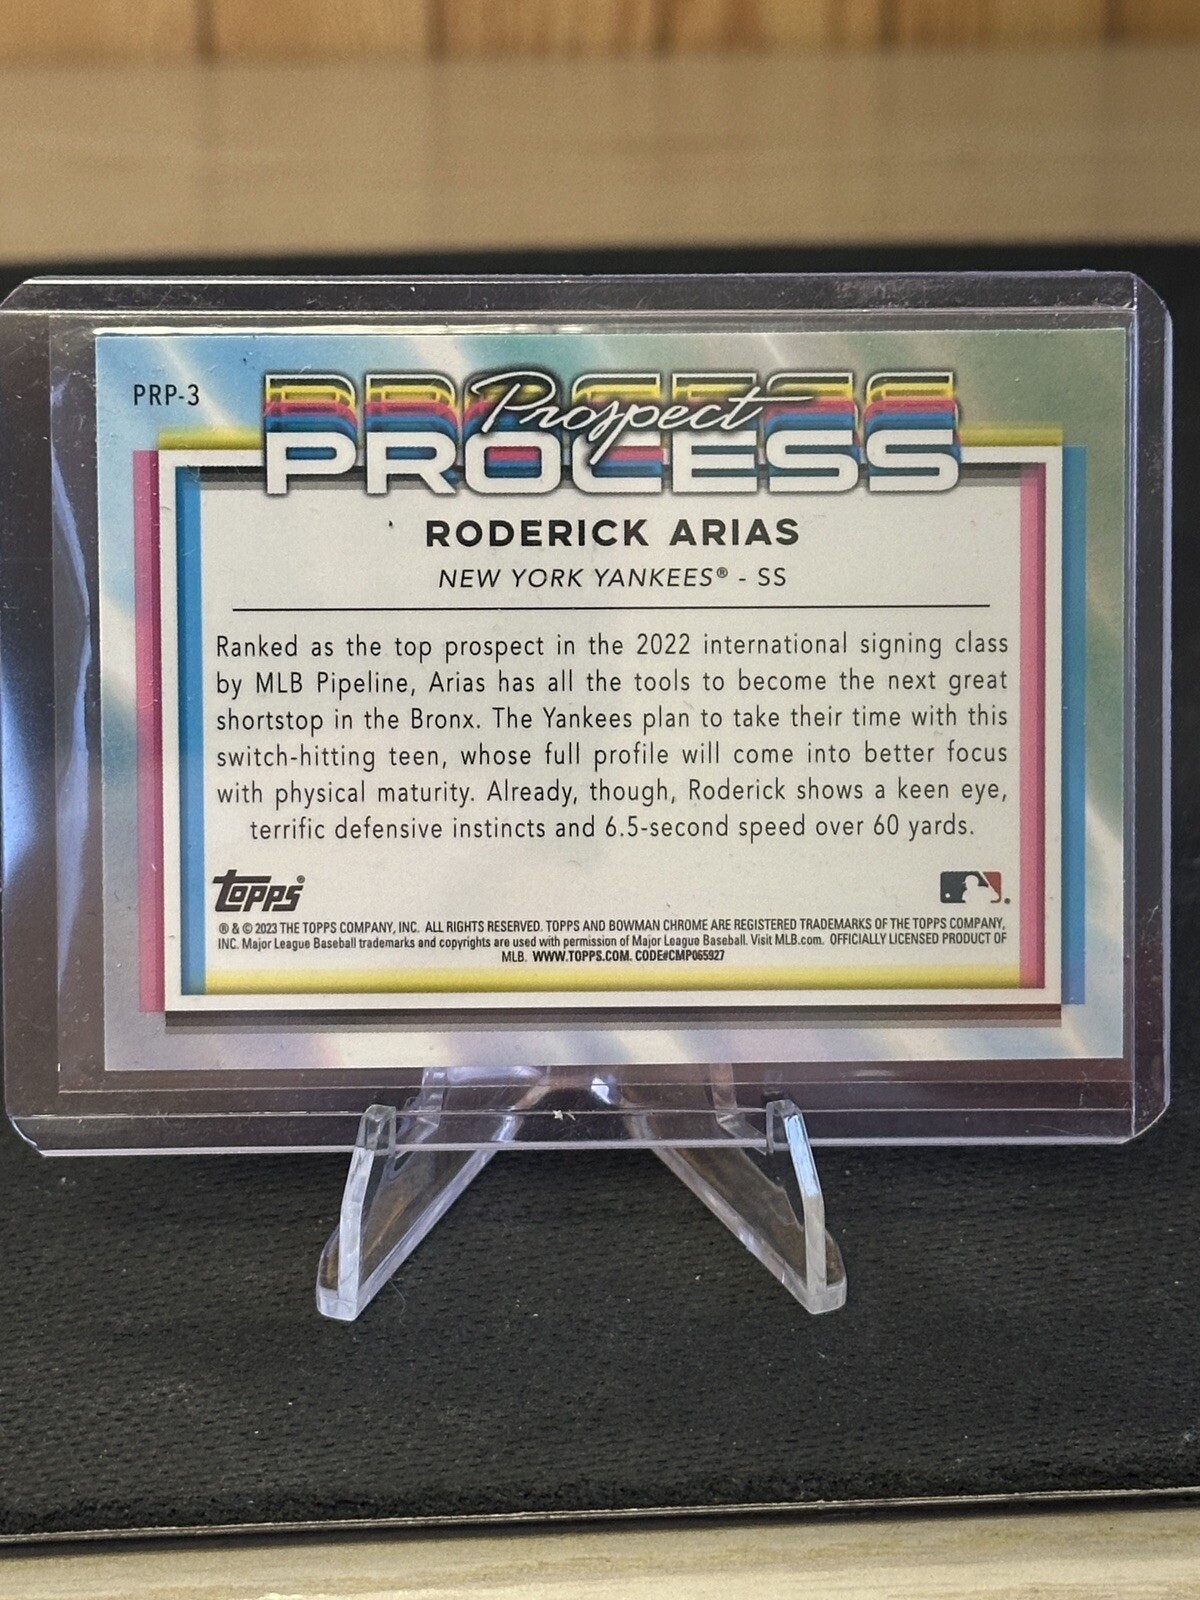 PRP-3
Prospect
PROCESS
RODERICK ARIAS
NEW YORK YANKEES® - SS
Ranked as the top prospect in the 2022 international signing class
by MLB Pipeline, Arias has all the tools to become the next great
shortstop in the Bronx. The Yankees plan to take their time with this
switch-hitting teen, whose full profile will come into better focus
with physical maturity. Already, though, Roderick shows a keen eye,
terrific defensive instincts and 6.5-second speed over 60 yards.
topps®
® & © 2023 THE TOPPS COMPANY, INC. ALL RIGHTS RESERVED. TOPPS AND BOWMAN CHROME ARE REGISTERED TRADEMARKS OF THE TOPPS COMPANY,
INC. Major League Baseball trademarks and copyrights are used with permission of Major League Baseball. Visit MLB.com. OFFICIALLY LICENSED PRODUCT OF
MLB. WWW.TOPPS.COM. CODE#CMP065927